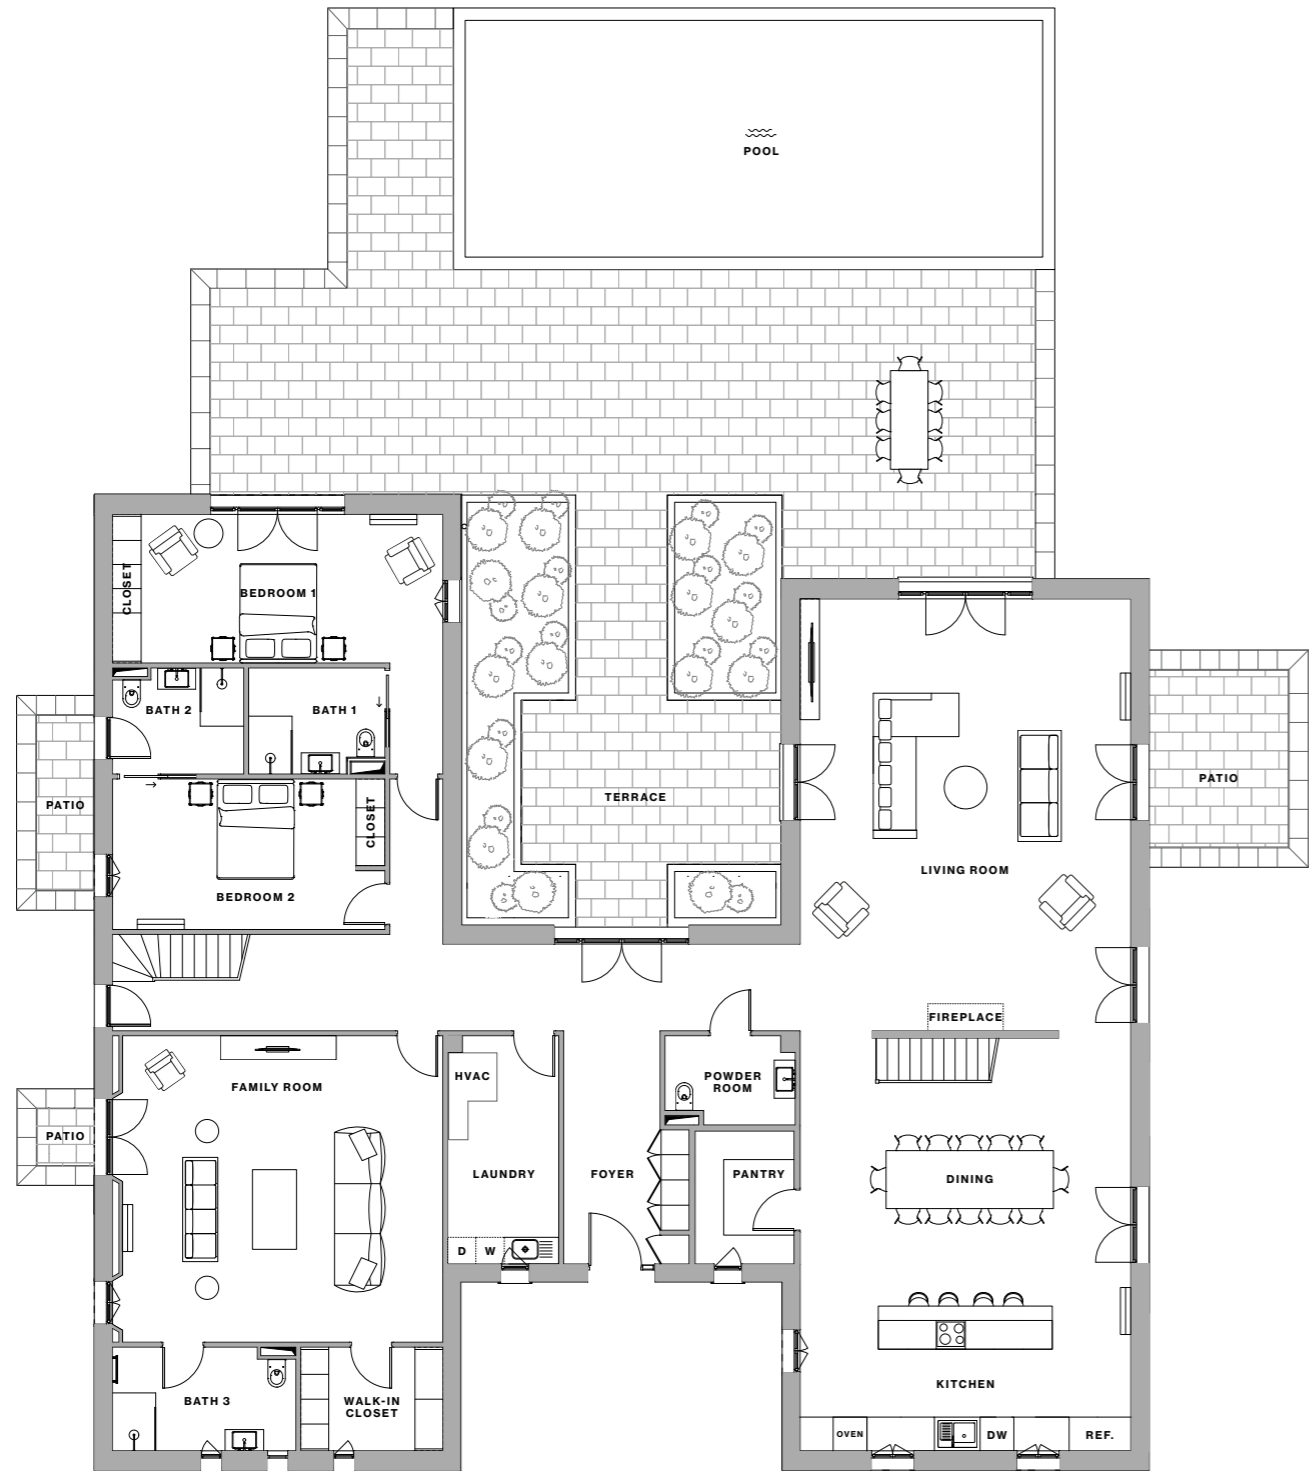 POOL
BEDROOM 1
CLOSET
BATH 2
BATH 1
PATIO
TERRACE
PATIO
CLOSET
BEDROOM 2
LIVING ROOM
FIREPLACE
HVAC
POWDER
ROOM
FAMILY ROOM
PATIO
LAUNDRY
FOYER
PANTRY
DINING
D
W
KITCHEN
BATH 3
WALK-IN
CLOSET
OVEN
DW
REF.